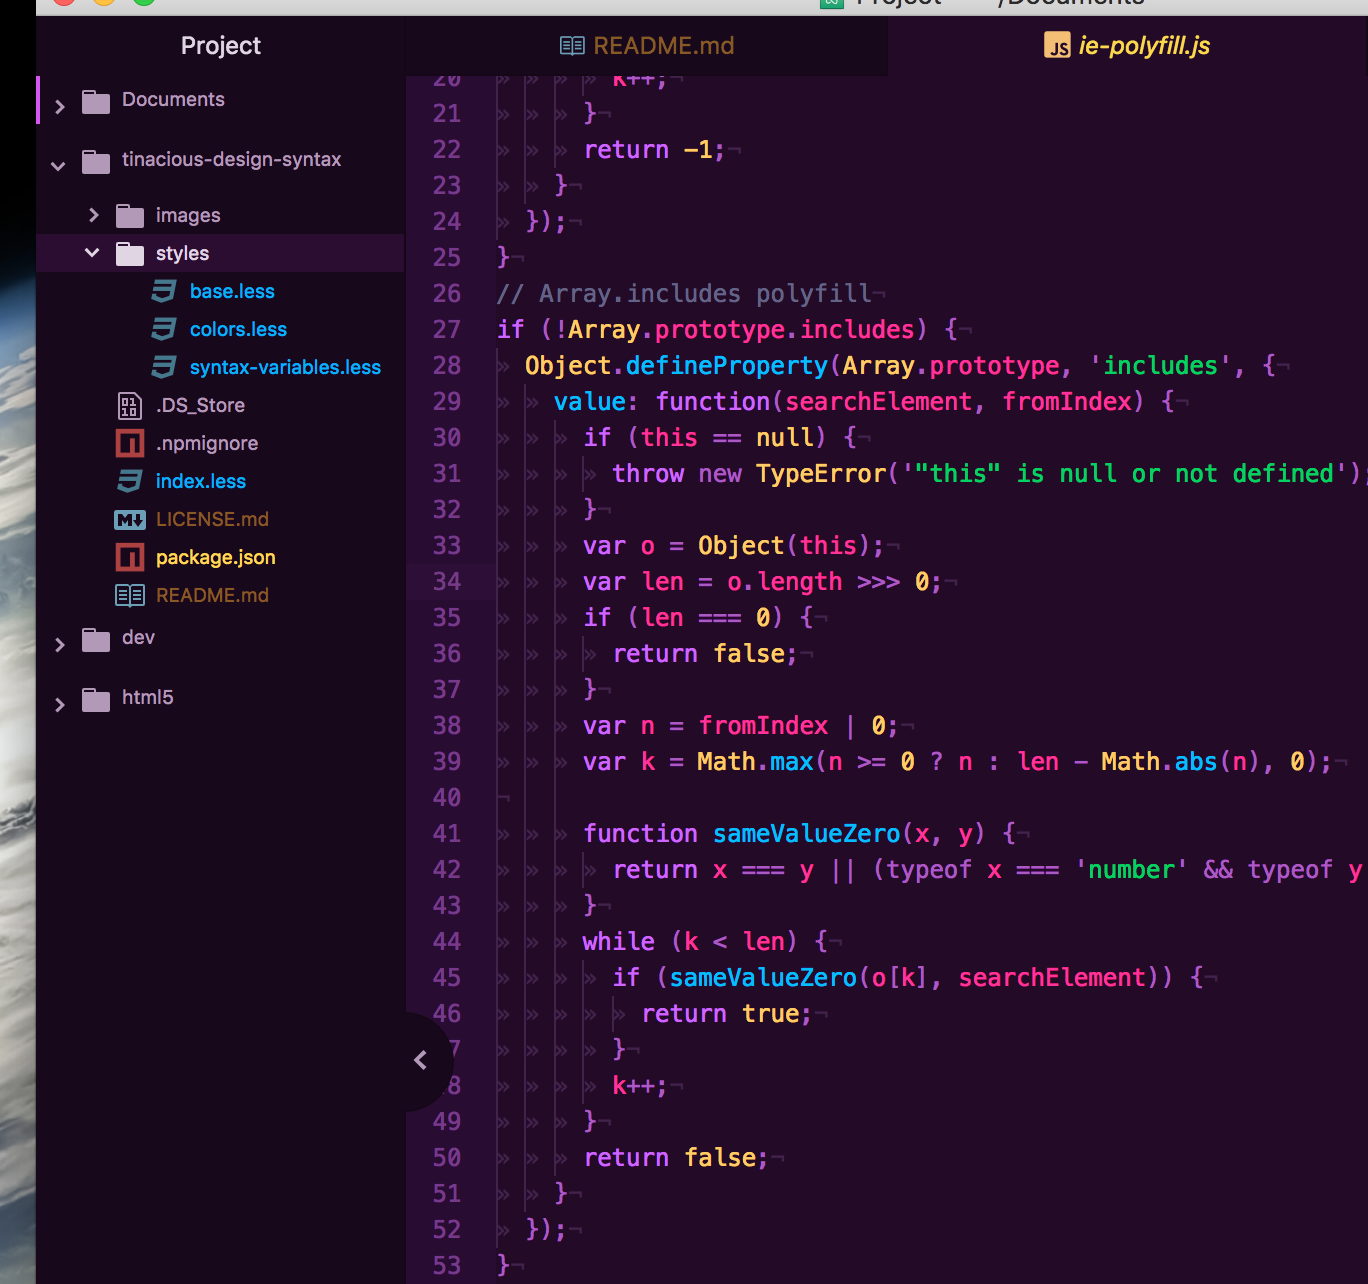 Project
Project
/Documents
README.md
ie-polyfill.js
Documents
tinacious-design-syntax
images
styles
base.less
colors.less
syntax-variables.less
.DS_Store
.npmignore
index.less
LICENSE.md
package.json
README.md
dev
html5
20 » » » » k++;¬
21 » » » }¬
22 » » » return -1;¬
23 » » }¬
24 » });¬
25 }¬
26 // Array.includes polyfill¬
27 if (!Array.prototype.includes) {¬
28 » Object.defineProperty(Array.prototype, 'includes', {¬
29 » » value: function(searchElement, fromIndex) {¬
30 » » » if (this == null) {¬
31 » » » » throw new TypeError('"this" is null or not defined');
32 » » » }¬
33 » » » var o = Object(this);¬
34 » » » var len = o.length >>> 0;¬
35 » » » if (len === 0) {¬
36 » » » » return false;¬
37 » » » }¬
38 » » » var n = fromIndex | 0;¬
39 » » » var k = Math.max(n >= 0 ? n : len - Math.abs(n), 0);¬
40 ¬
41 » » » function sameValueZero(x, y) {¬
42 » » » » return x === y || (typeof x === 'number' && typeof y
43 » » » }¬
44 » » » while (k < len) {¬
45 » » » » if (sameValueZero(o[k], searchElement)) {¬
46 » » » » » return true;¬
7 » » » » }¬
8 » » » » k++;¬
49 » » » }¬
50 » » » return false;¬
51 » » }¬
52 » });¬
53 }¬